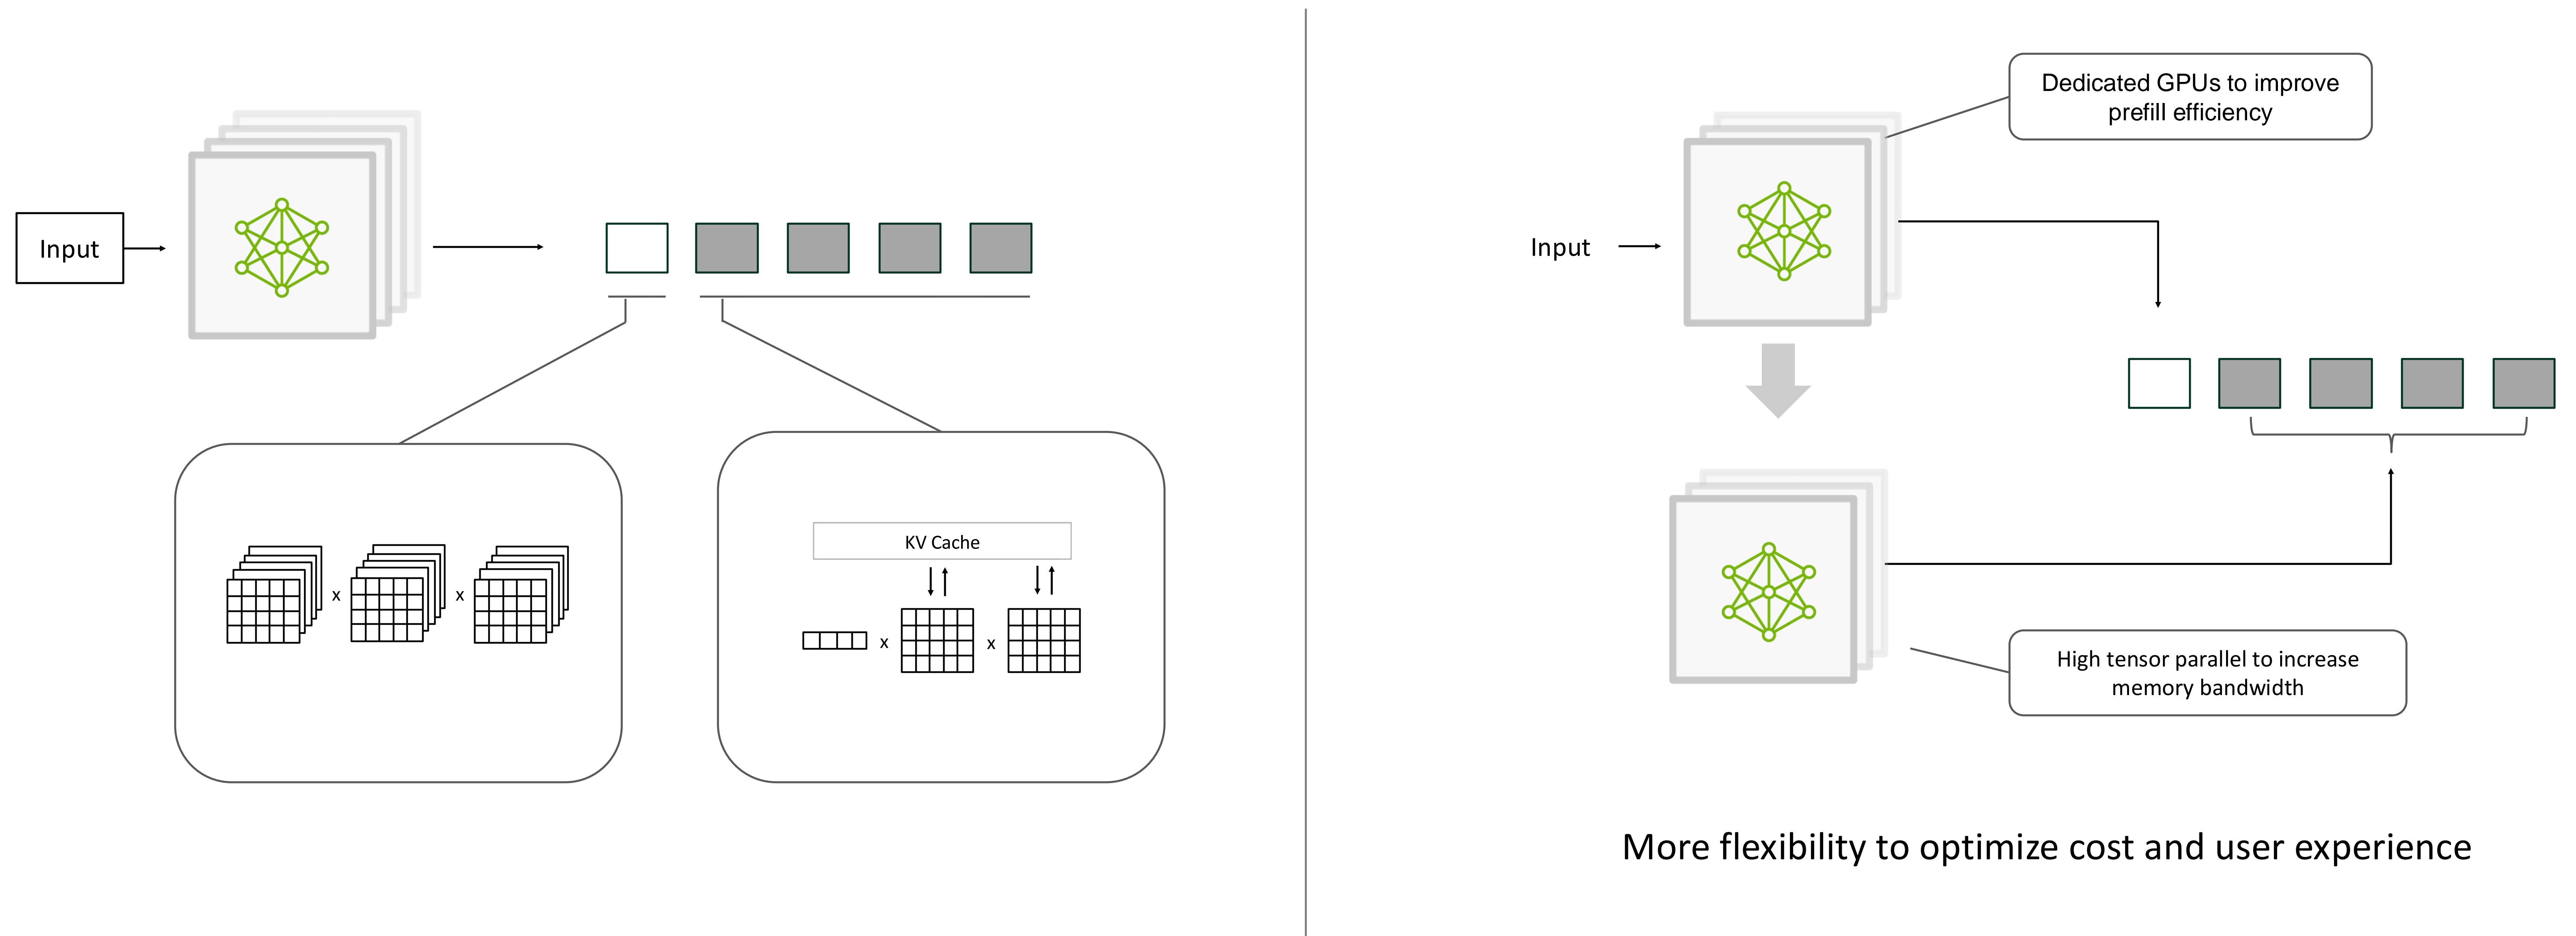 Input
KV Cache
x
x
x
x
Dedicated GPUs to improve
prefill efficiency
Input
High tensor parallel to increase
memory bandwidth
More flexibility to optimize cost and user experience